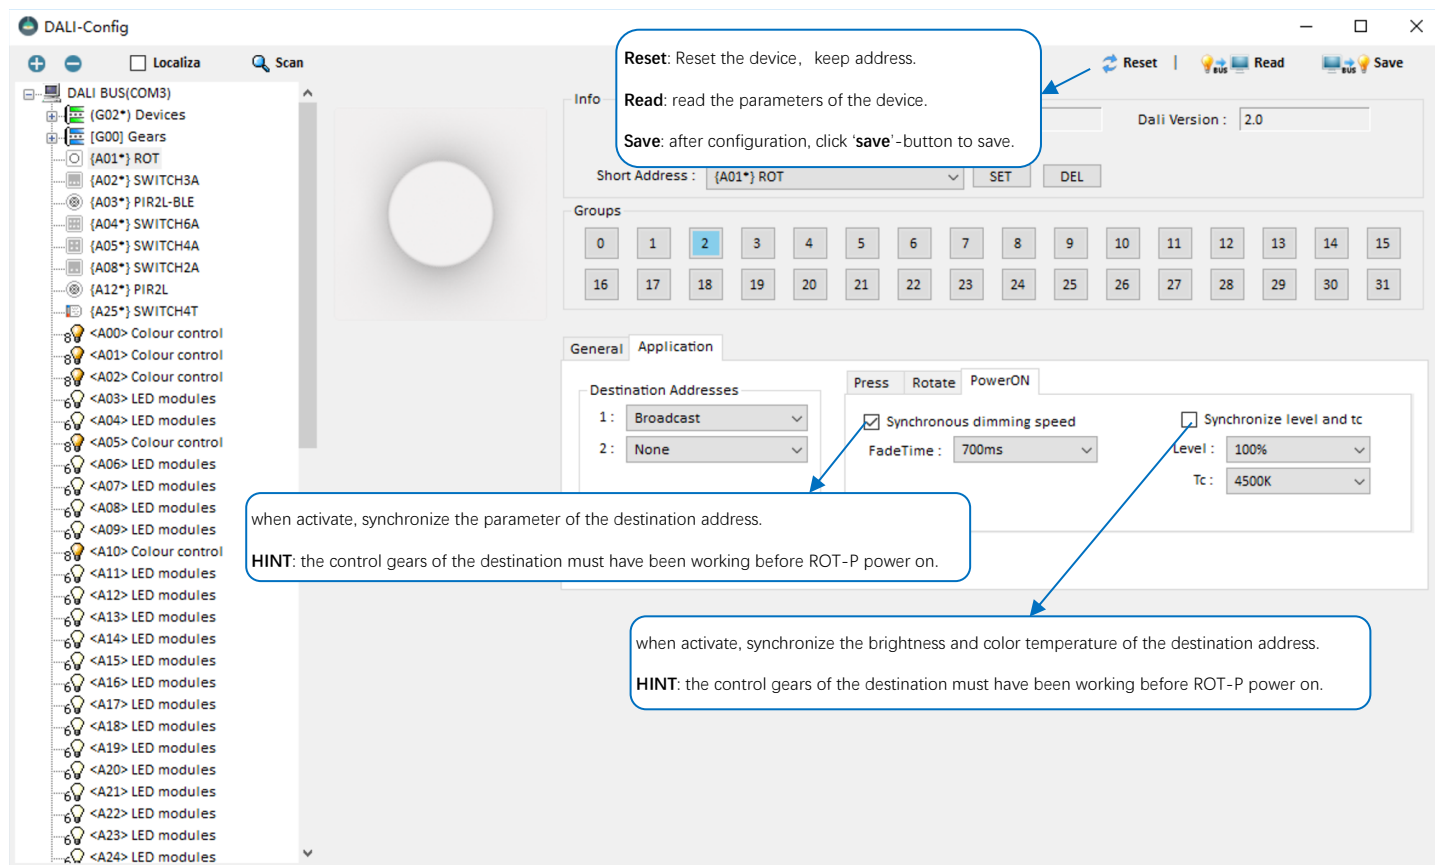 DALI-Config
Localiza
Scan
Reset
Read
Save
DALI BUS(COM3)
(G02*) Devices
[G00] Gears
{A01*} ROT
{A02*} SWITCH3A
{A03*} PIR2L-BLE
{A04*} SWITCH6A
{A05*} SWITCH4A
{A08*} SWITCH2A
{A12*} PIR2L
{A25*} SWITCH4T
<A00> Colour control
<A01> Colour control
<A02> Colour control
<A03> LED modules
<A04> LED modules
<A05> Colour control
<A06> LED modules
<A07> LED modules
<A08> LED modules
<A09> LED modules
<A10> Colour control
<A11> LED modules
<A12> LED modules
<A13> LED modules
<A14> LED modules
<A15> LED modules
<A16> LED modules
<A17> LED modules
<A18> LED modules
<A19> LED modules
<A20> LED modules
<A21> LED modules
<A22> LED modules
<A23> LED modules
<A24> LED modules
Reset: Reset the device, keep address.
Read: read the parameters of the device.
Save: after configuration, click ‘save’-button to save.
Info
Dali Version : 2.0
Short Address : {A01*} ROT SET DEL
Groups
0 1 2 3 4 5 6 7 8 9 10 11 12 13 14 15
16 17 18 19 20 21 22 23 24 25 26 27 28 29 30 31
General Application
Destination Addresses
1 : Broadcast
2 : None
Press Rotate PowerON
Synchronous dimming speed
FadeTime : 700ms
Synchronize level and tc
Level : 100%
Tc : 4500K
when activate, synchronize the parameter of the destination address.
HINT: the control gears of the destination must have been working before ROT-P power on.
when activate, synchronize the brightness and color temperature of the destination address.
HINT: the control gears of the destination must have been working before ROT-P power on.